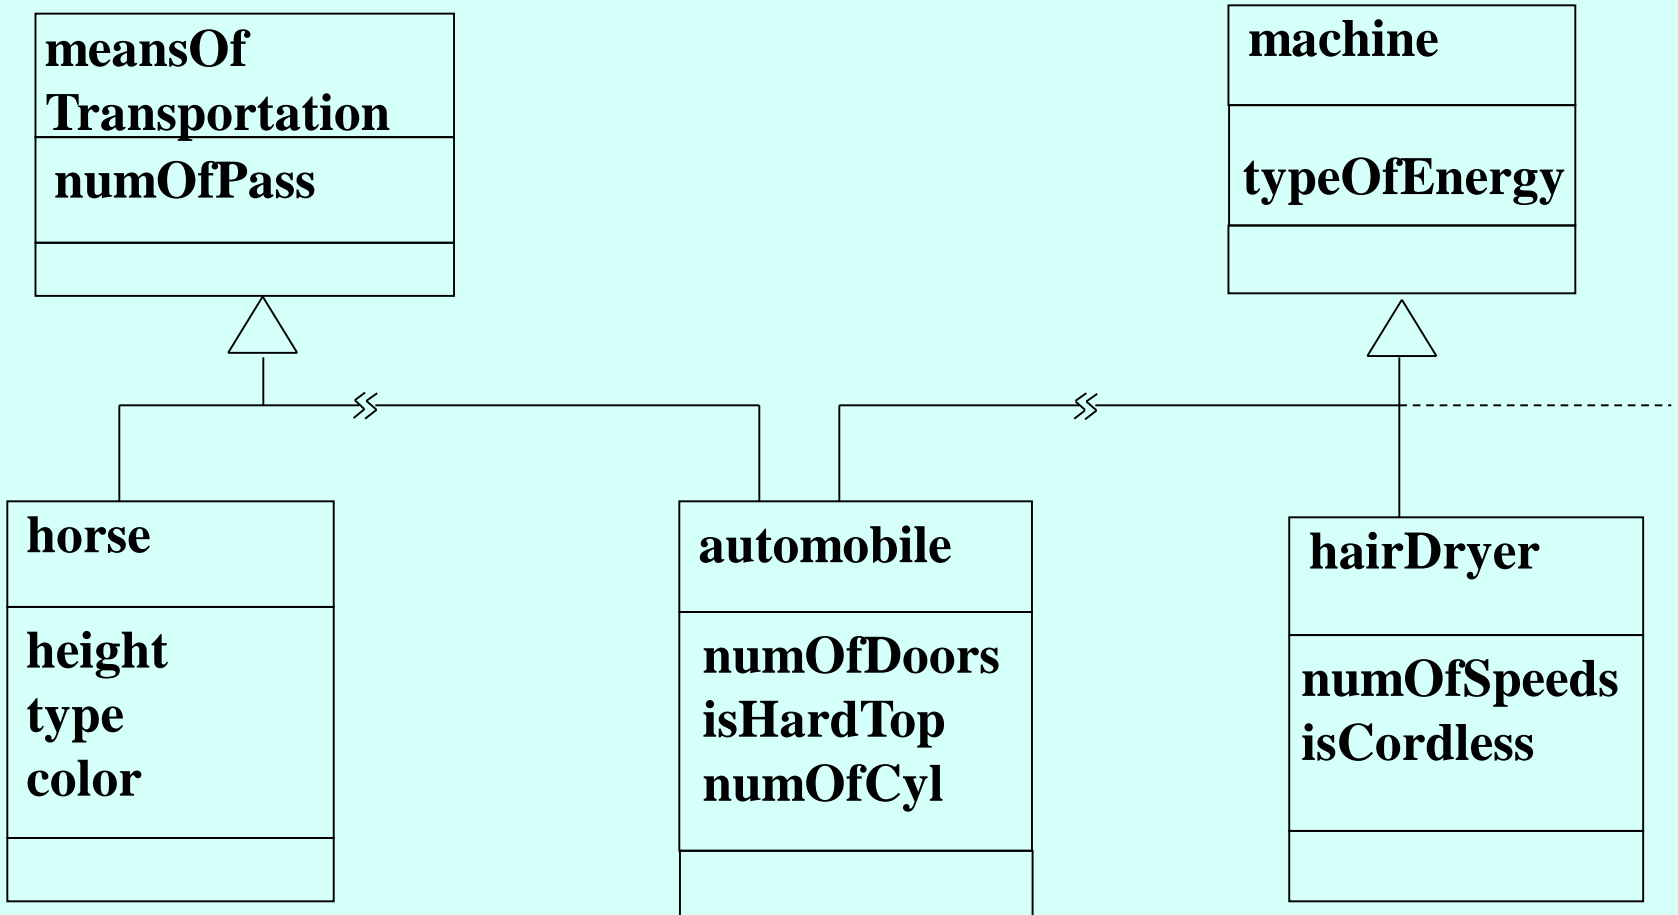 meansOf
Transportation
numOfPass
machine
typeOfEnergy
horse
height
type
color
automobile
numOfDoors
isHardTop
numOfCyl
hairDryer
numOfSpeeds
isCordless